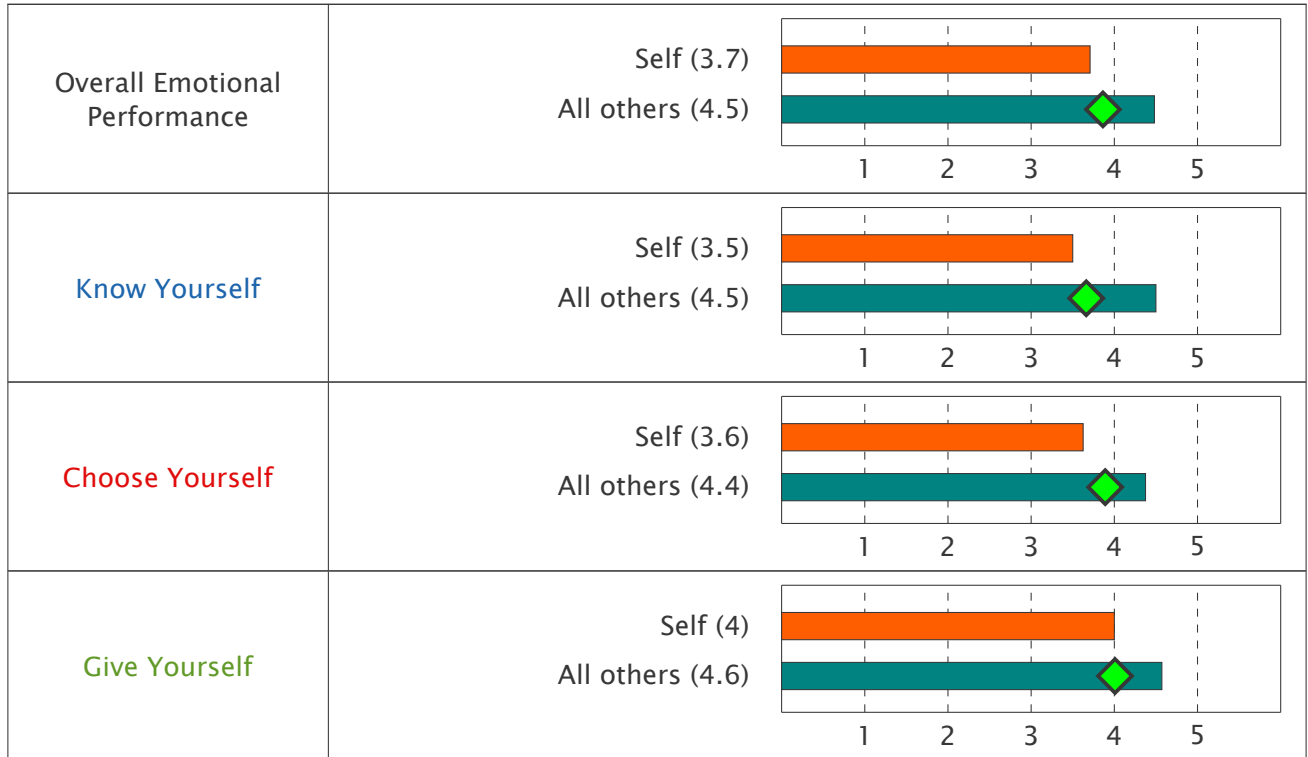 Overall Emotional
Performance
Self (3.7)
All others (4.5)
1 2 3 4 5
Know Yourself
Self (3.5)
All others (4.5)
1 2 3 4 5
Choose Yourself
Self (3.6)
All others (4.4)
1 2 3 4 5
Give Yourself
Self (4)
All others (4.6)
1 2 3 4 5